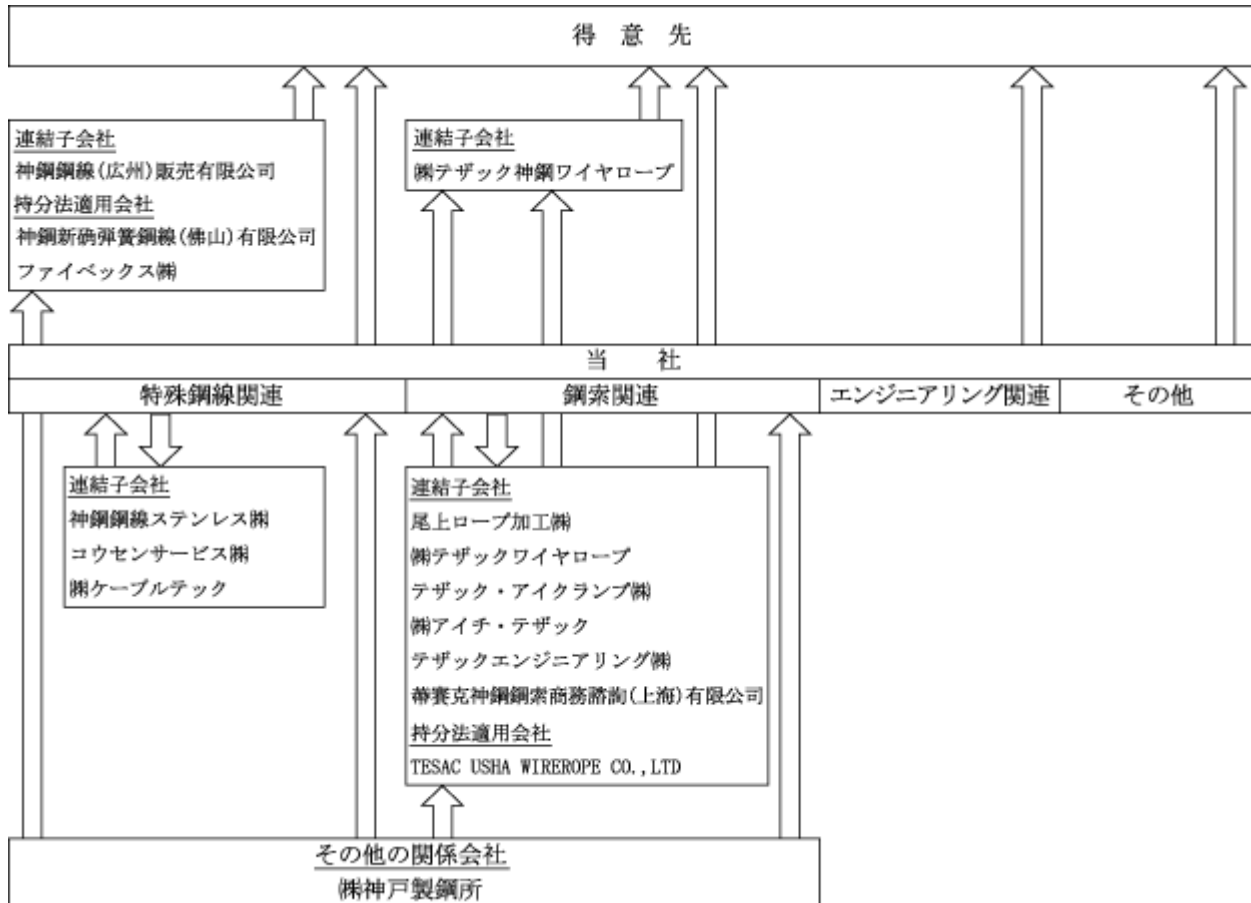 得意先
連結子会社
神鋼鋼線(広州)販売有限公司
持分法適用会社
神鋼新确弾簧鋼線(佛山)有限公司
ファイベックス㈱
連結子会社
㈱テザック神鋼ワイヤロープ
当社
特殊鋼線関連
鋼索関連
エンジニアリング関連
その他
連結子会社
神鋼鋼線ステンレス㈱
コウセンサービス㈱
㈱ケーブルテック
連結子会社
尾上ロープ加工㈱
㈱テザックワイヤロープ
テザック・アイクランプ㈱
㈱アイチ・テザック
テザックエンジニアリング㈱
蒂賽克神鋼鋼索商務諮詢(上海)有限公司
持分法適用会社
TESAC USHA WIREROPE CO.,LTD
その他の関係会社
㈱神戸製鋼所